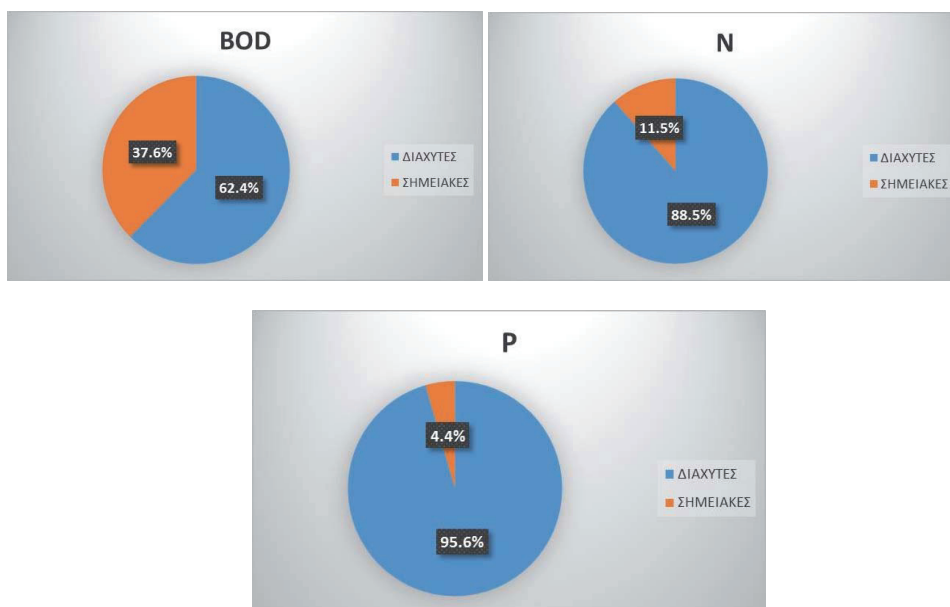 BOD
37.6%
62.4%
ΔΙΑΧΥΤΕΣ
ΣΗΜΕΙΑΚΕΣ
N
11.5%
88.5%
ΔΙΑΧΥΤΕΣ
ΣΗΜΕΙΑΚΕΣ
P
4.4%
95.6%
ΔΙΑΧΥΤΕΣ
ΣΗΜΕΙΑΚΕΣ